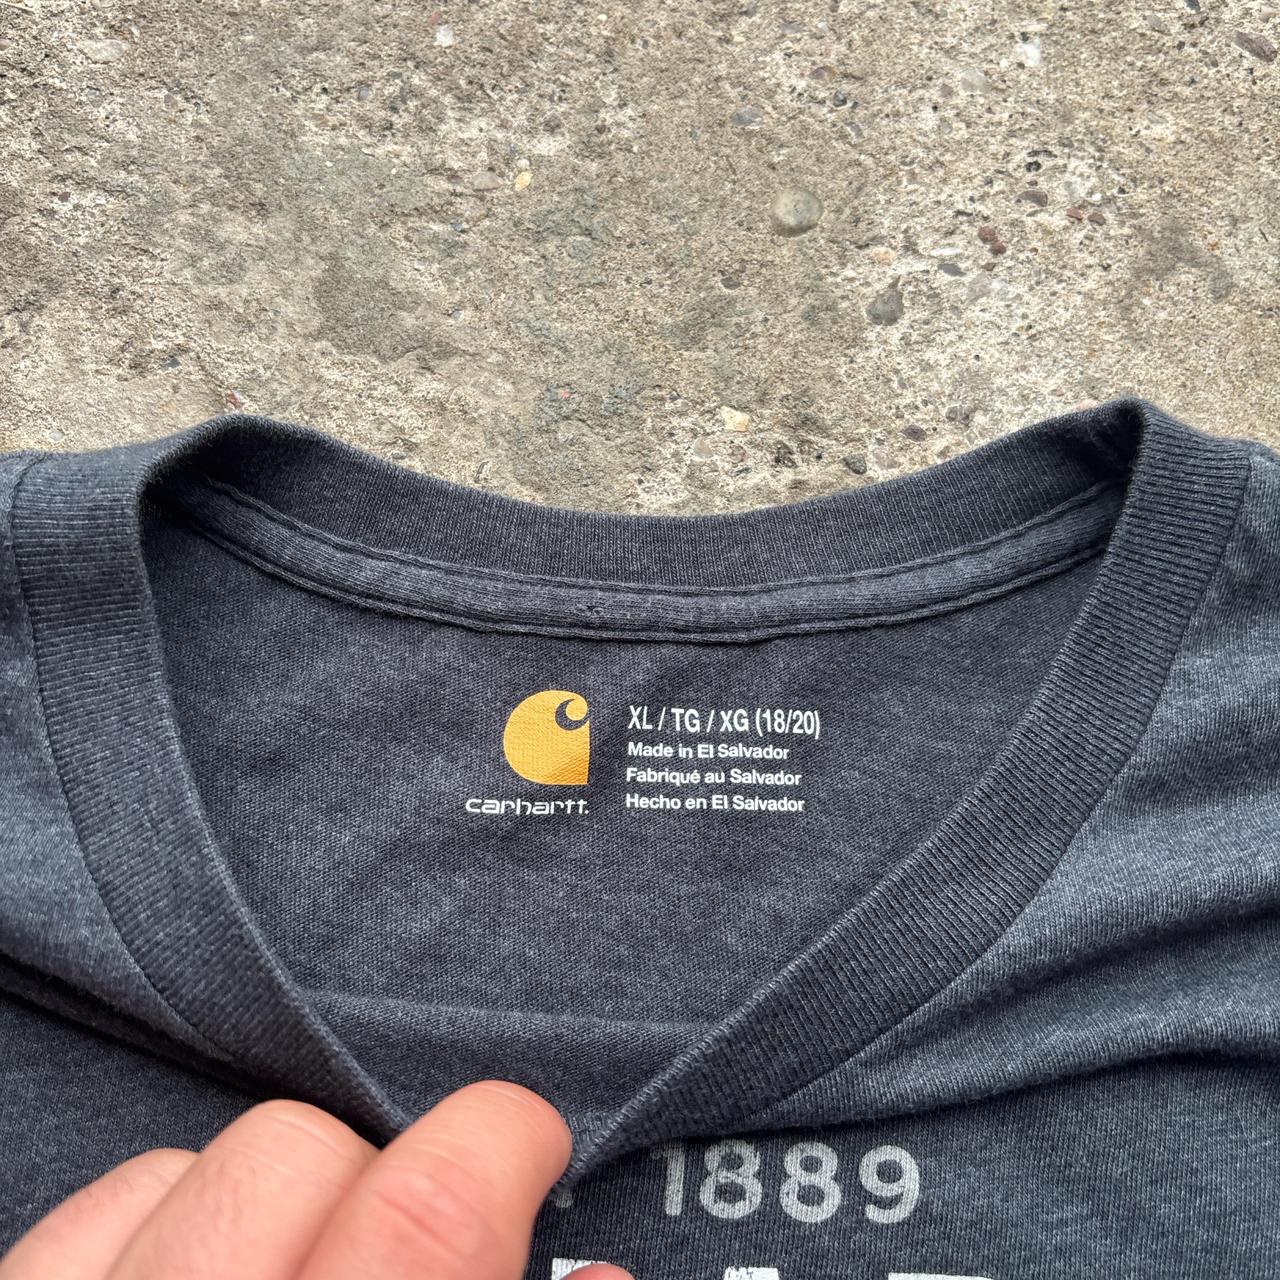 XL / TG / XG (18/20)
Made in El Salvador
Fabriqué au Salvador
Hecho en El Salvador
carhartt.
1889